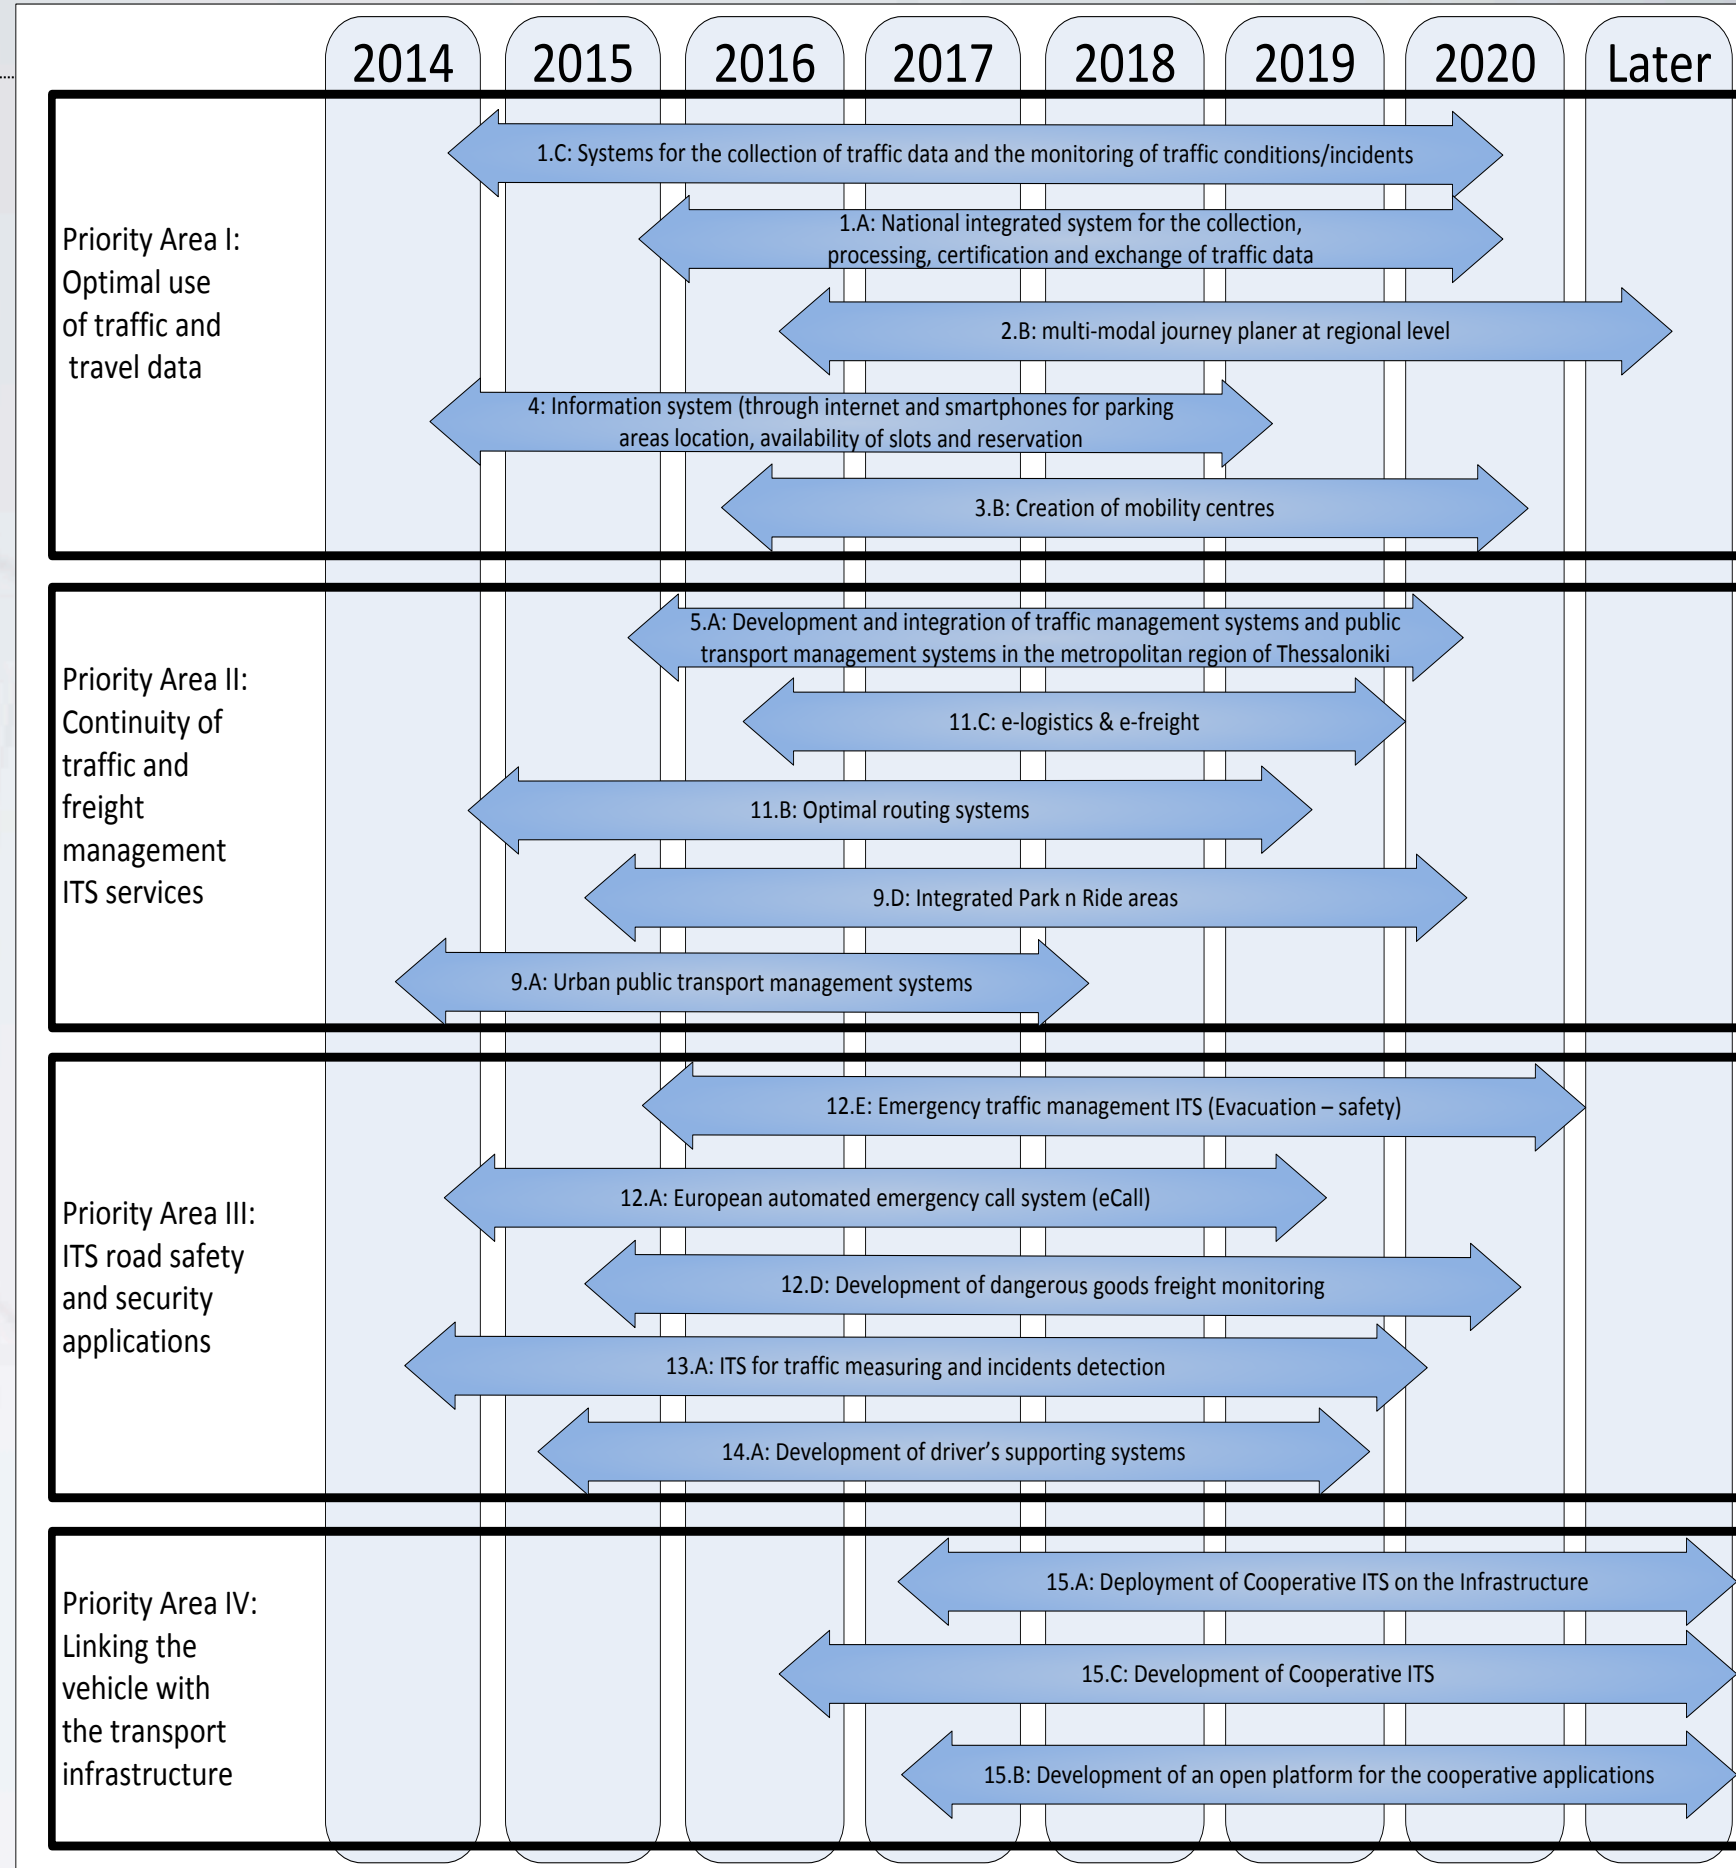 2014 2015 2016 2017 2018 2019 2020 Later
Priority Area I:
Optimal use
of traffic and
travel data
1.C: Systems for the collection of traffic data and the monitoring of traffic conditions/incidents
1.A: National integrated system for the collection,
processing, certification and exchange of traffic data
2.B: multi-modal journey planer at regional level
4: Information system (through internet and smartphones for parking
areas location, availability of slots and reservation
3.B: Creation of mobility centres
Priority Area II:
Continuity of
traffic and
freight
management
ITS services
5.A: Development and integration of traffic management systems and public
transport management systems in the metropolitan region of Thessaloniki
11.C: e-logistics & e-freight
11.B: Optimal routing systems
9.D: Integrated Park n Ride areas
9.A: Urban public transport management systems
Priority Area III:
ITS road safety
and security
applications
12.E: Emergency traffic management ITS (Evacuation – safety)
12.A: European automated emergency call system (eCall)
12.D: Development of dangerous goods freight monitoring
13.A: ITS for traffic measuring and incidents detection
14.A: Development of driver’s supporting systems
Priority Area IV:
Linking the
vehicle with
the transport
infrastructure
15.A: Deployment of Cooperative ITS on the Infrastructure
15.C: Development of Cooperative ITS
15.B: Development of an open platform for the cooperative applications